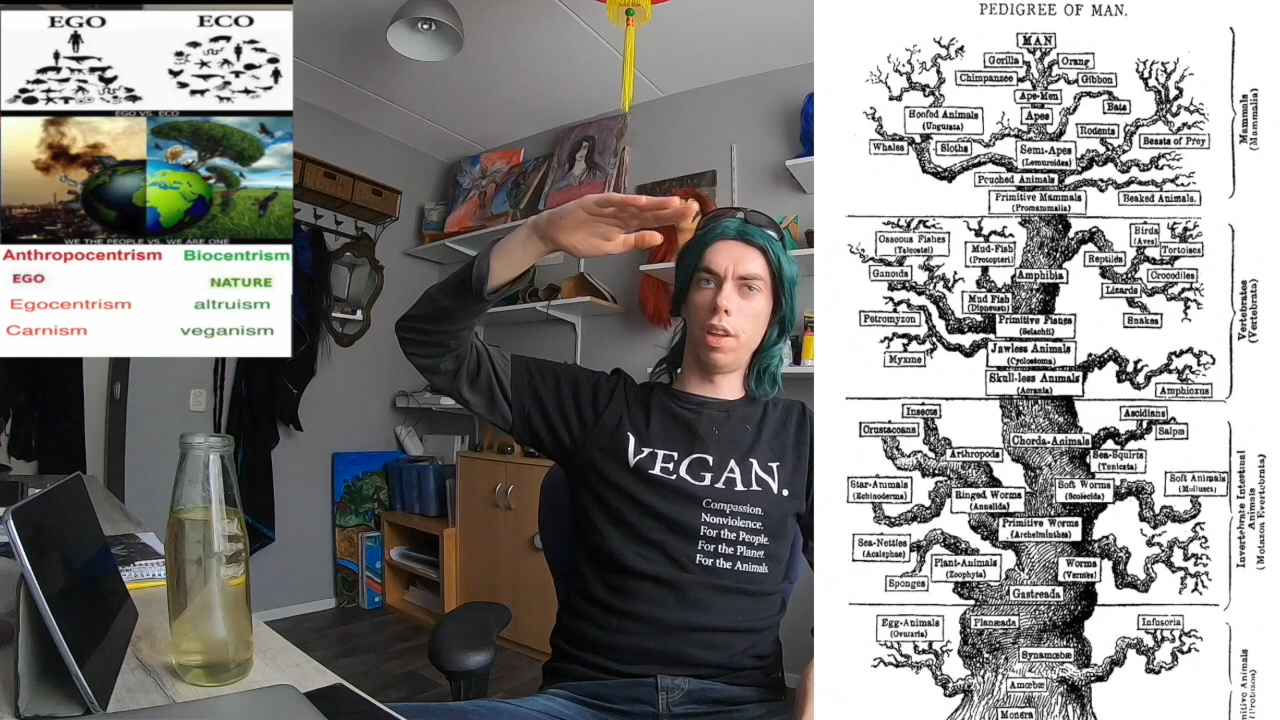 EGO ECO
EGO VS. ECO
WE THE PEOPLE VS. WE ARE ONE
Anthropocentrism Biocentrism
EGO NATURE
Egocentrism altruism
Carnism veganism
VEGAN.
Compassion.
Nonviolence.
For the People.
For the Planet.
For the Animals.
PEDIGREE OF MAN.
MAN
Gorilla Orang
Chimpanzee Gibbon
Ape-Men
Bats
Hoofed Animals
(Ungulata)
Apes
Rodents
Whales Sloths
Semi-Apes
(Lemuroidea)
Beasts of Prey
Pouched Animals
Primitive Mammals
(Promammalia)
Beaked Animals.
Mammals
(Mammalia)
Osseous Fishes
(Teleostei)
Mud-Fish
(Protopteri)
Birds
(Aves)
Tortoises
Reptiles
Ganoids Amphibia Crocodiles
Lizards
Mud Fish
(Dipneusti)
Petromyzon
Primitive Fishes
(Selachii)
Snakes
Myxine
Jawless Animals
(Cyclostoma)
Skull-less Animals
(Acrania)
Amphioxus
Vertebrates
(Vertebrata)
Insects Ascidians
Crustaceans Salpæ
Chorda-Animals
Arthropods
Sea-Squirts
(Tunicata)
Star-Animals
(Echinoderma)
Ringed Worms
(Annelida)
Soft Worms
(Scolecida)
Soft Animals
(Molluscs)
Primitive Worms
(Archelminthes)
Sea-Nettles
(Acalephae)
Plant-Animals
(Zoophyta)
Worms
(Vermes)
Sponges
Gastreada
Invertebrate Intestinal
Animals
(Metazoa Evertebrata)
Egg-Animals
(Ovularia)
Planæada Infusoria
Synamœbæ
Amœbæ
Monera